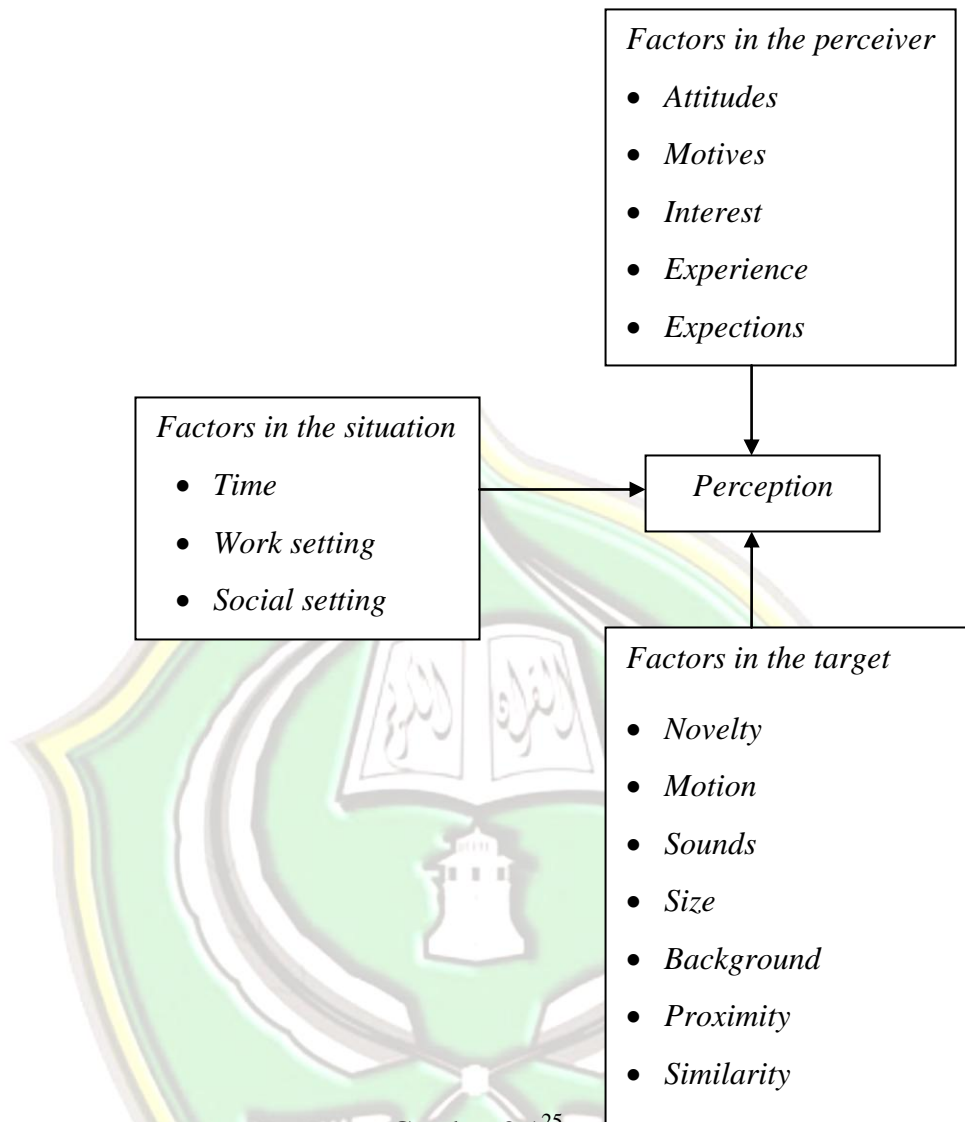 Factors in the perceiver
• Attitudes
• Motives
• Interest
• Experience
• Expections
Factors in the situation
• Time
• Work setting
• Social setting
Perception
Factors in the target
• Novelty
• Motion
• Sounds
• Size
• Background
• Proximity
• Similarity
25